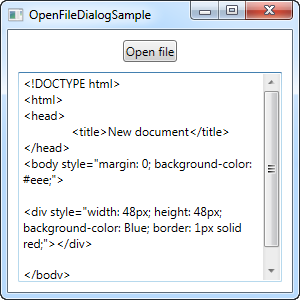 OpenFileDialogSample
Open file
<!DOCTYPE html>
<html>
<head>
<title>New document</title>
</head>
<body style="margin: 0; background-color:
#eee;">
<div style="width: 48px; height: 48px;
background-color: Blue; border: 1px solid
red;"></div>
</body>